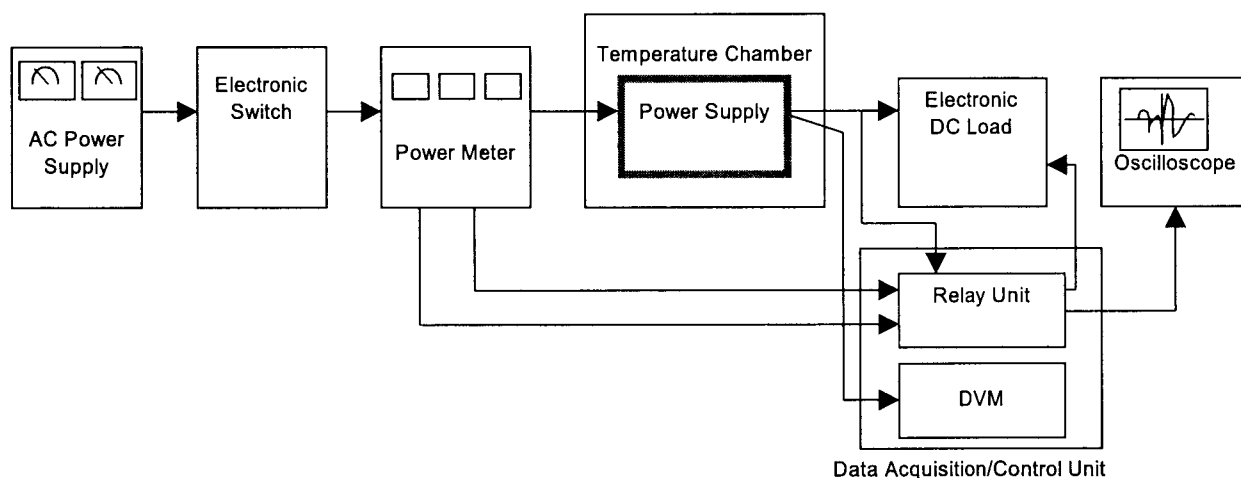 AC Power
Supply
Electronic
Switch
Power Meter
Temperature Chamber
Power Supply
Electronic
DC Load
Oscilloscope
Relay Unit
DVM
Data Acquisition/Control Unit